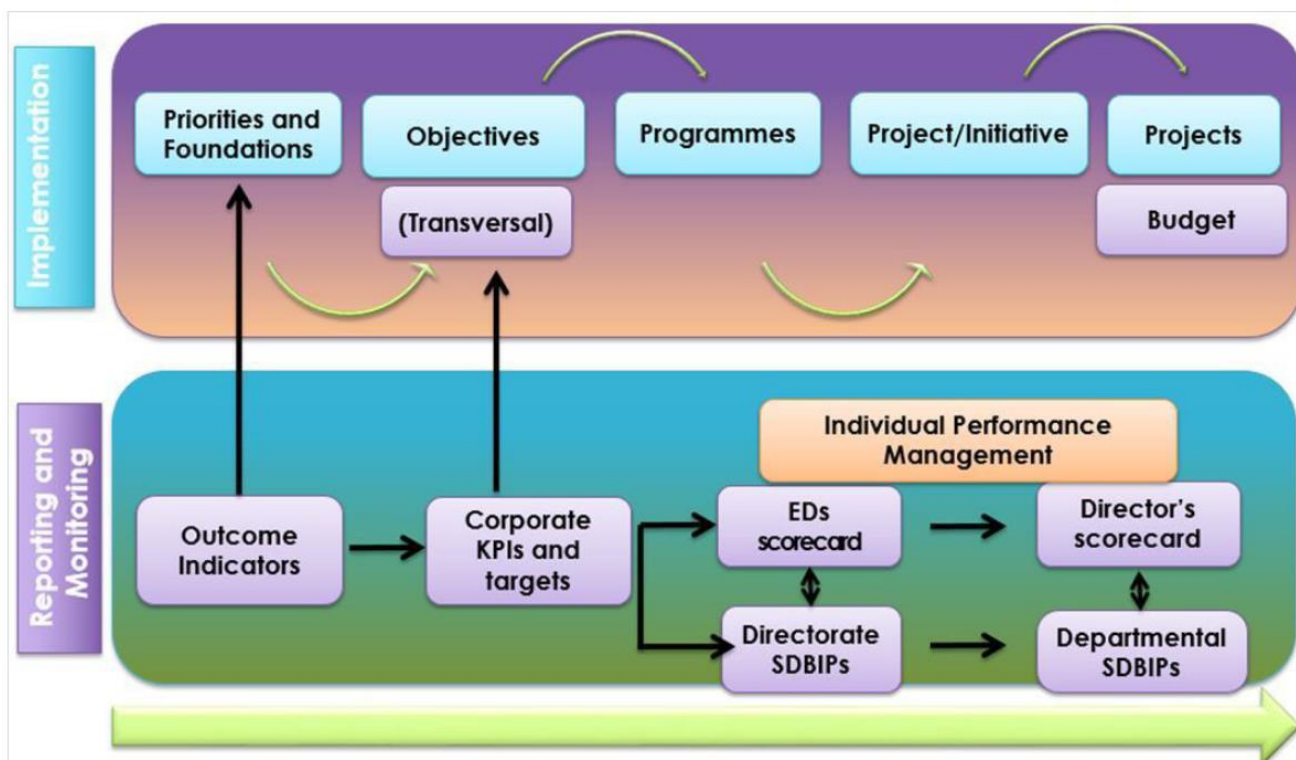 Implementation
Priorities and
Foundations
Objectives
(Transversal)
Programmes
Project/Initiative
Projects
Budget
Reporting and
Monitoring
Outcome
Indicators
Corporate
KPIs and
targets
Individual Performance
Management
EDs
scorecard
Director's
scorecard
Directorate
SDBIPs
Departmental
SDBIPs